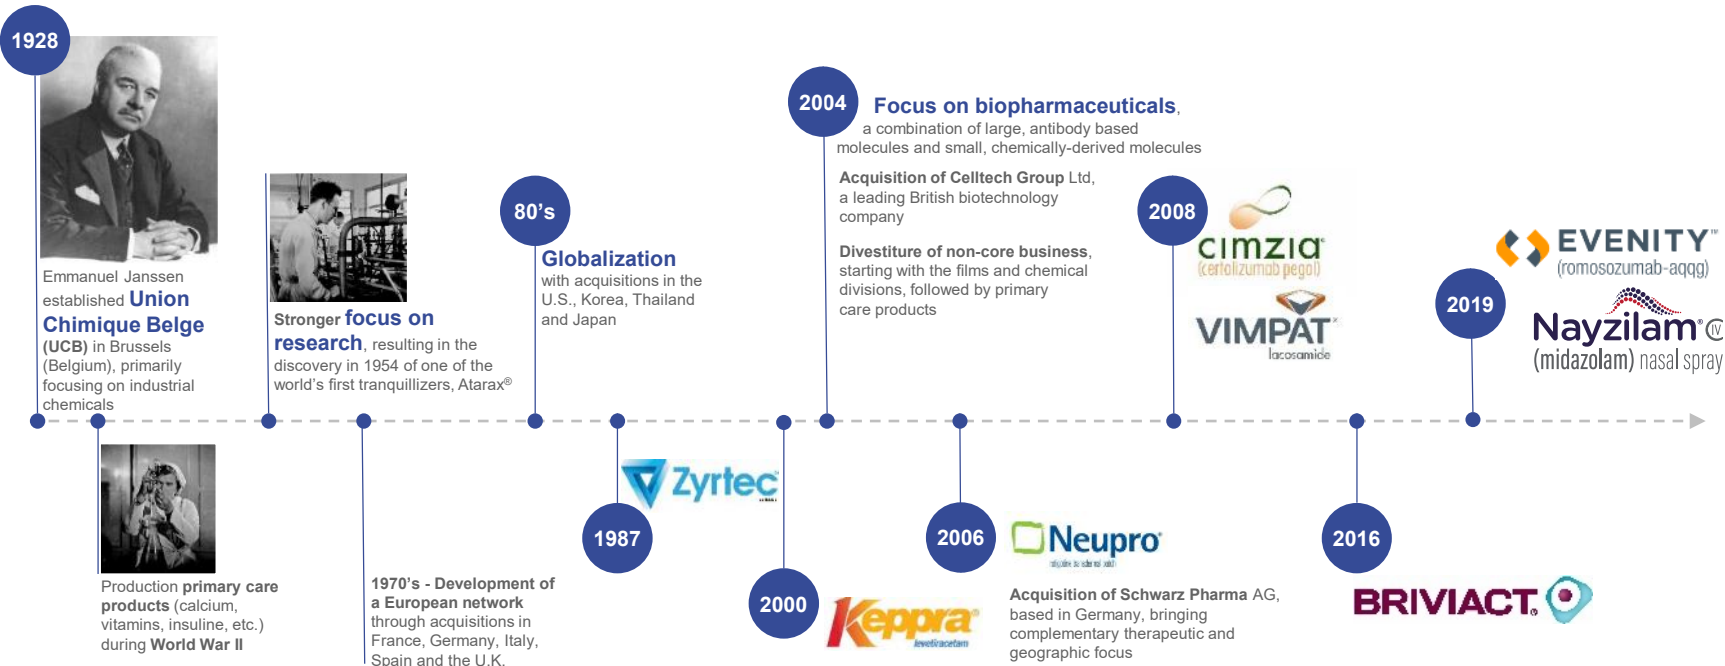 1928
Emmanuel Janssen
established Union
Chimique Belge
(UCB) in Brussels
(Belgium), primarily
focusing on industrial
chemicals
Production primary care
products (calcium,
vitamins, insuline, etc.)
during World War II
Stronger focus on
research, resulting in the
discovery in 1954 of one of the
world's first tranquillizers, Atarax®
1970's - Development of
a European network
through acquisitions in
France, Germany, Italy,
Spain and the U.K.
80's
Globalization
with acquisitions in the
U.S., Korea, Thailand
and Japan
1987
Zyrtec
2000
Keppra®
levetiracetam
2004
Focus on biopharmaceuticals,
a combination of large, antibody based
molecules and small, chemically-derived molecules
Acquisition of Celltech Group Ltd,
a leading British biotechnology
company
Divestiture of non-core business,
starting with the films and chemical
divisions, followed by primary
care products
2006
Neupro®
Acquisition of Schwarz Pharma AG,
based in Germany, bringing
complementary therapeutic and
geographic focus
2008
cimzia®
(certolizumab pegol)
VIMPAT®
lacosamide
2016
BRIVIACT®
2019
EVENITY™
(romosozumab-aqqg)
Nayzilam® IV
(midazolam) nasal spray